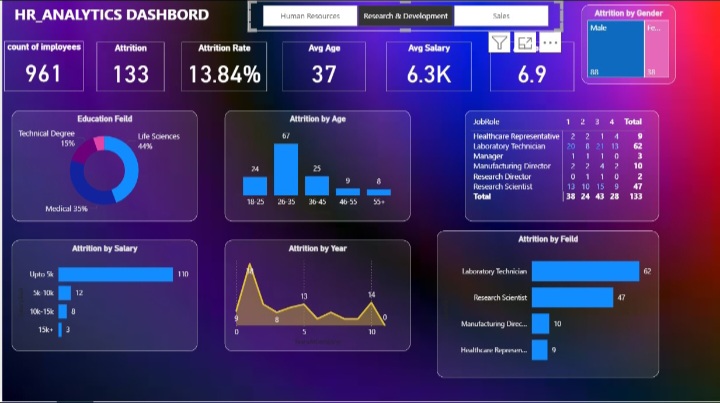 HR_ANALYTICS DASHBORD
Human Resources
Research & Development
Sales
Attrition by Gender
Male
Fe...
88
38
count of imployees
961
Attrition
133
Attrition Rate
13.84%
Avg Age
37
Avg Salary
6.3K
6.9
Education Feild
Technical Degree
15%
Life Sciences
44%
Medical 35%
Attrition by Age
24
67
25
9
8
18-25 26-35 36-45 46-55 55+
JobRole 1 2 3 4 Total
Healthcare Representative 2 2 1 4 9
Laboratory Technician 20 8 21 13 62
Manager 1 1 1 0 3
Manufacturing Director 2 2 4 2 10
Research Director 0 1 1 0 2
Research Scientist 13 10 15 9 47
Total 38 24 43 28 133
Attrition by Salary
Upto 5k 110
5k-10k 12
10k-15k 8
15k+ 3
Attrition by Year
9
8
13
14
0
0 5 10
Attrition by Feild
Laboratory Technician 62
Research Scientist 47
Manufacturing Direc... 10
Healthcare Represen... 9